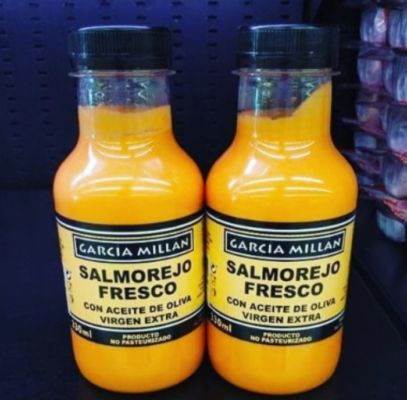 GARCIA MILLAN
SALMOREJO
FRESCO
CON ACEITE DE OLIVA
VIRGEN EXTRA
330ml
PRODUCTO
NO PASTEURIZADO
GARCIA MILLAN
SALMOREJO
FRESCO
CON ACEITE DE OLIVA
VIRGEN EXTRA
330ml
PRODUCTO
NO PASTEURIZADO